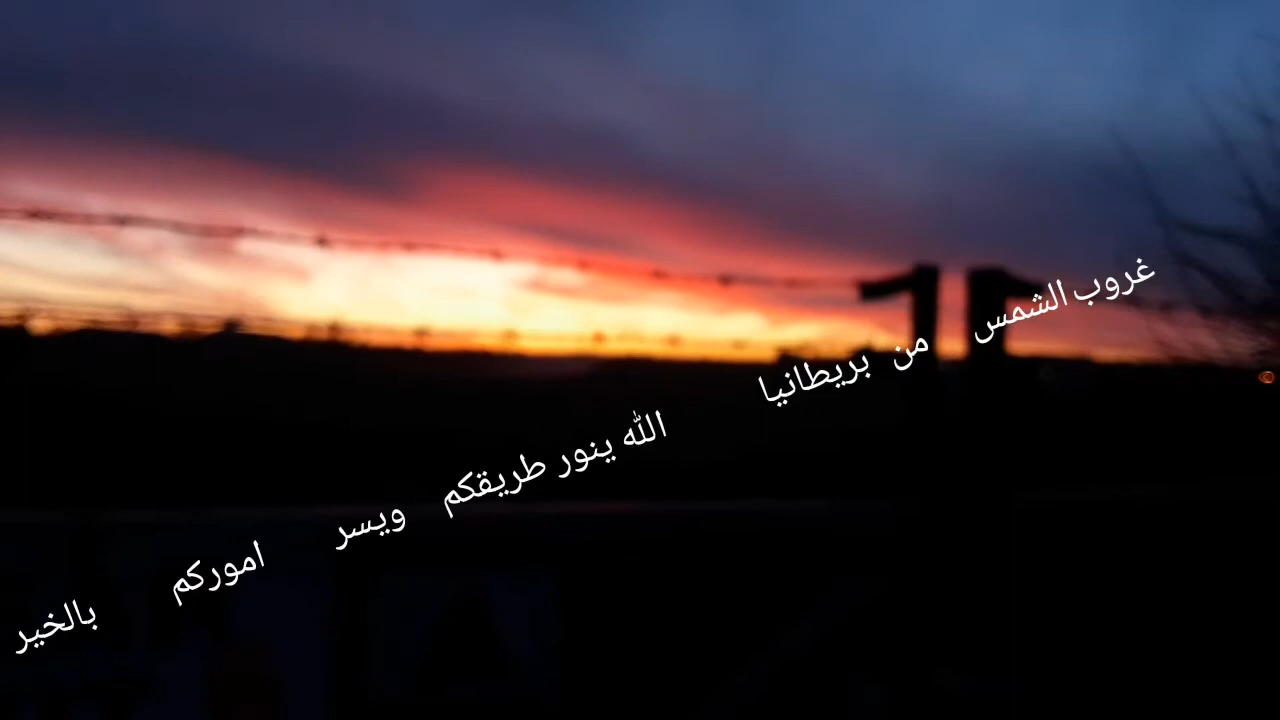 غروب الشمس من بريطانيا الله ينور طريقكم ويسر اموركم بالخير